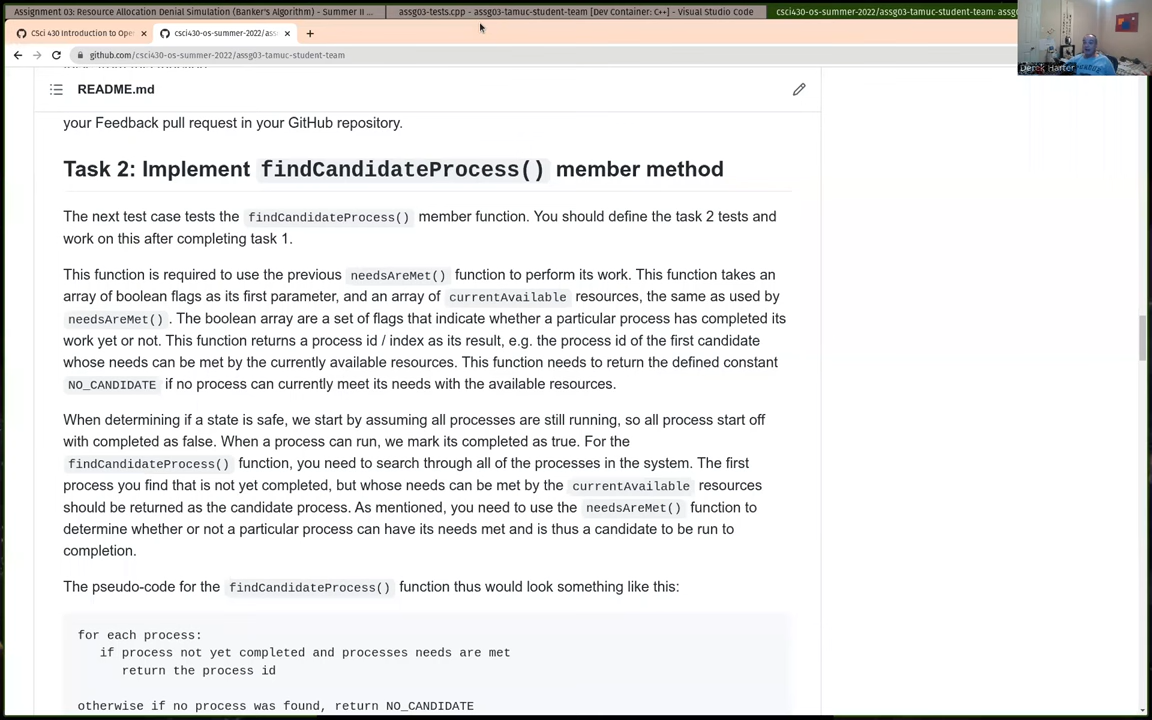 Assignment 03: Resource Allocation Denial Simulation (Banker's Algorithm) - Summer II ...
assg03-tests.cpp - assg03-tamuc-student-team [Dev Container: C++] - Visual Studio Code
csci430-os-summer-2022/assg03-tamuc-student-team: assg
CSci 430 Introduction to Ope
csci430-os-summer-2022/ass
github.com/csci430-os-summer-2022/assg03-tamuc-student-team
Derek Harter
README.md
your Feedback pull request in your GitHub repository.
Task 2: Implement findCandidateProcess() member method
The next test case tests the findCandidateProcess() member function. You should define the task 2 tests and
work on this after completing task 1.
This function is required to use the previous needsAreMet() function to perform its work. This function takes an
array of boolean flags as its first parameter, and an array of currentAvailable resources, the same as used by
needsAreMet() . The boolean array are a set of flags that indicate whether a particular process has completed its
work yet or not. This function returns a process id / index as its result, e.g. the process id of the first candidate
whose needs can be met by the currently available resources. This function needs to return the defined constant
NO_CANDIDATE if no process can currently meet its needs with the available resources.
When determining if a state is safe, we start by assuming all processes are still running, so all process start off
with completed as false. When a process can run, we mark its completed as true. For the
findCandidateProcess() function, you need to search through all of the processes in the system. The first
process you find that is not yet completed, but whose needs can be met by the currentAvailable resources
should be returned as the candidate process. As mentioned, you need to use the needsAreMet() function to
determine whether or not a particular process can have its needs met and is thus a candidate to be run to
completion.
The pseudo-code for the findCandidateProcess() function thus would look something like this:
for each process:
if process not yet completed and processes needs are met
return the process id
otherwise if no process was found, return NO_CANDIDATE